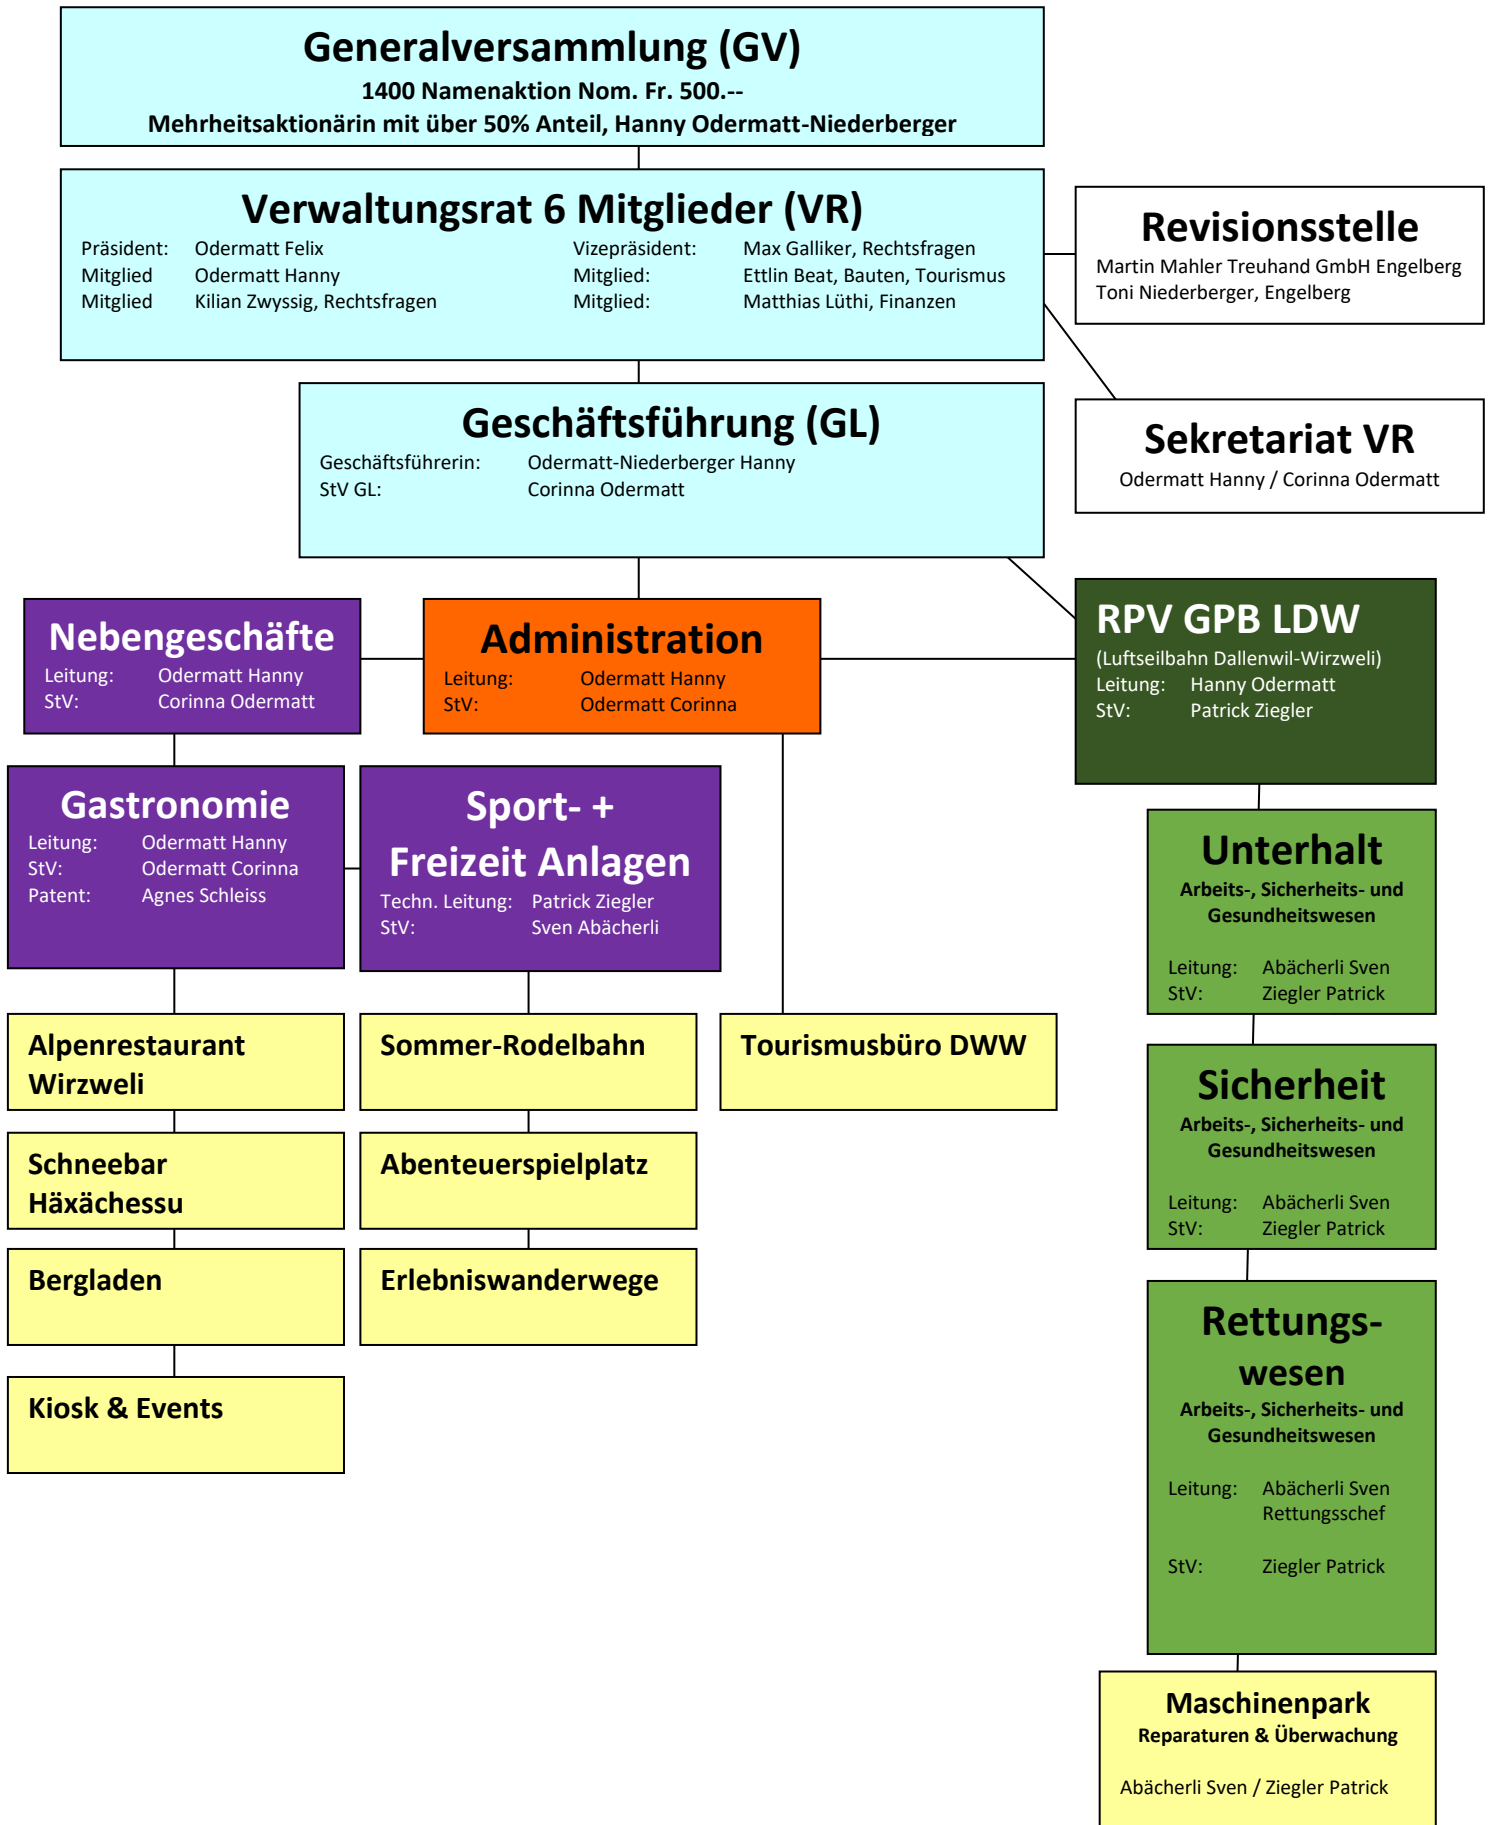 Generalversammlung (GV)
1400 Namenaktion Nom. Fr. 500.--
Mehrheitsaktionärin mit über 50% Anteil, Hanny Odermatt-Niederberger
Verwaltungsrat 6 Mitglieder (VR)
Präsident: Odermatt Felix Vizepräsident: Max Galliker, Rechtsfragen
Mitglied Odermatt Hanny Mitglied: Ettlin Beat, Bauten, Tourismus
Mitglied Kilian Zwyssig, Rechtsfragen Mitglied: Matthias Lüthi, Finanzen
Revisionsstelle
Martin Mahler Treuhand GmbH Engelberg
Toni Niederberger, Engelberg
Geschäftsführung (GL)
Geschäftsführerin: Odermatt-Niederberger Hanny
StV GL: Corinna Odermatt
Sekretariat VR
Odermatt Hanny / Corinna Odermatt
Nebengeschäfte
Leitung: Odermatt Hanny
StV: Corinna Odermatt
Administration
Leitung: Odermatt Hanny
StV: Odermatt Corinna
RPV GPB LDW
(Luftseilbahn Dallenwil-Wirzweli)
Leitung: Hanny Odermatt
StV: Patrick Ziegler
Gastronomie
Leitung: Odermatt Hanny
StV: Odermatt Corinna
Patent: Agnes Schleiss
Sport- +
Freizeit Anlagen
Techn. Leitung: Patrick Ziegler
StV: Sven Abächerli
Unterhalt
Arbeits-, Sicherheits- und
Gesundheitswesen
Leitung: Abächerli Sven
StV: Ziegler Patrick
Alpenrestaurant
Wirzweli
Sommer-Rodelbahn
Tourismusbüro DWW
Sicherheit
Arbeits-, Sicherheits- und
Gesundheitswesen
Leitung: Abächerli Sven
StV: Ziegler Patrick
Schneebar
Häxächessu
Abenteuerspielplatz
Bergladen
Erlebniswanderwege
Kiosk & Events
Rettungs-
wesen
Arbeits-, Sicherheits- und
Gesundheitswesen
Leitung: Abächerli Sven
Rettungsschef
StV: Ziegler Patrick
Maschinenpark
Reparaturen & Überwachung
Abächerli Sven / Ziegler Patrick